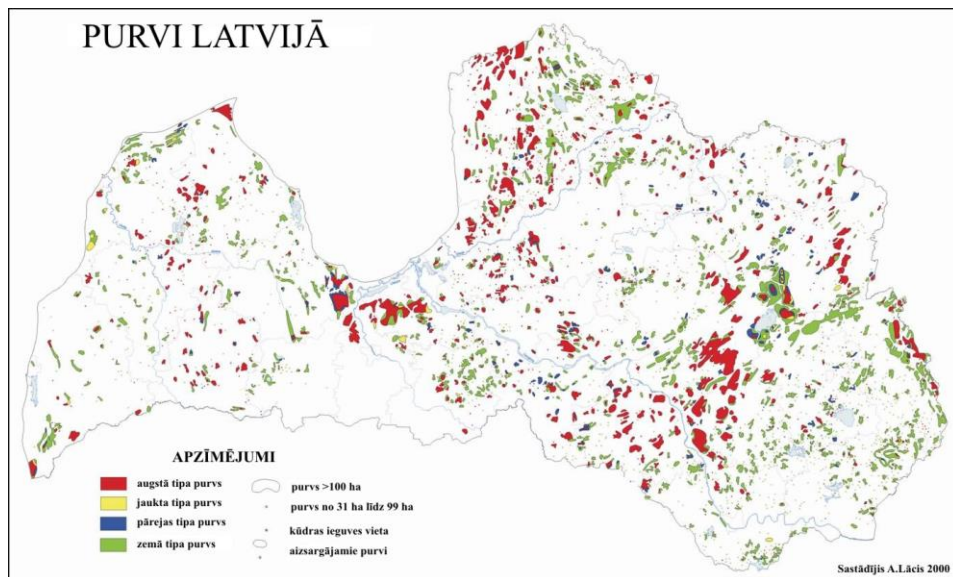 PURVI LATVIJĀ
APZĪMĒJUMI
augstā tipa purvs
jaukta tipa purvs
pārejas tipa purvs
zemā tipa purvs
purvs >100 ha
purvs no 31 ha līdz 99 ha
kūdras ieguves vieta
aizsargājamie purvi
Sastādījis A.Lācis 2000